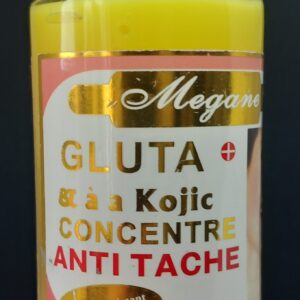 Megane
GLUTA +
& à a Kojic
CONCENTRE
ANTI TACHE